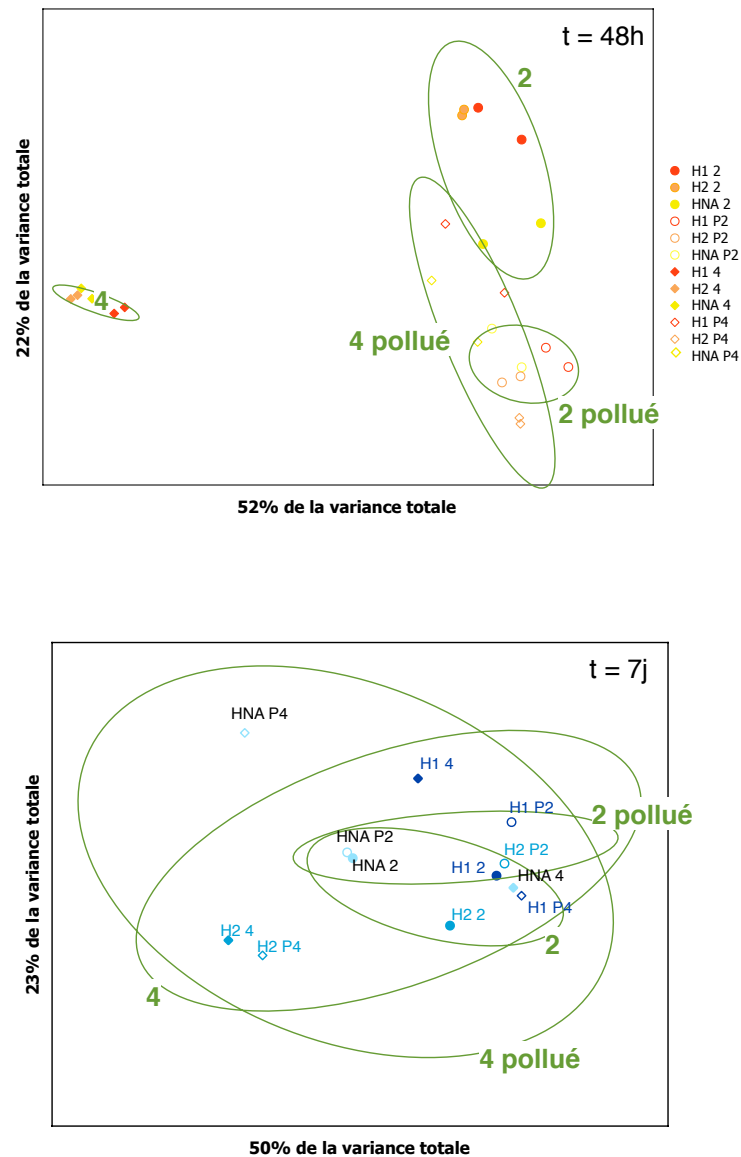 t = 48h
2
4
4 pollué
2 pollué
22% de la variance totale
52% de la variance totale
H1 2
H2 2
HNA 2
H1 P2
H2 P2
HNA P2
H1 4
H2 4
HNA 4
H1 P4
H2 P4
HNA P4
t = 7j
HNA P4
H1 4
H1 P2
2 pollué
HNA P2
H2 P2
HNA 2
H1 2
HNA 4
H1 P4
H2 2
H2 4
H2 P4
2
4
4 pollué
23% de la variance totale
50% de la variance totale